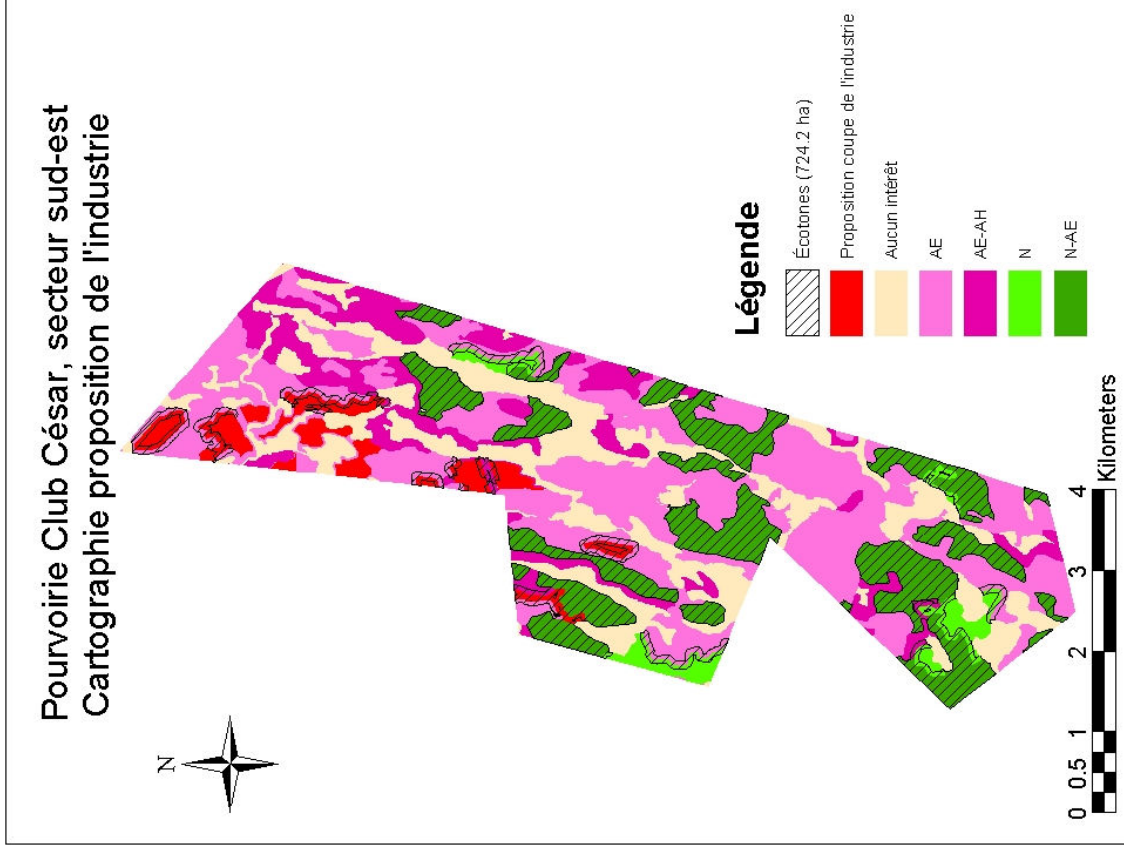 Pourvoirie Club César, secteur sud-est
Cartographie proposition de l'industrie
N
Légende
Écotones (724.2 ha)
Proposition coupe de l'industrie
Aucun intérêt
AE
AE-AH
N
N-AE
0 0.5 1 2 3 4
Kilometers